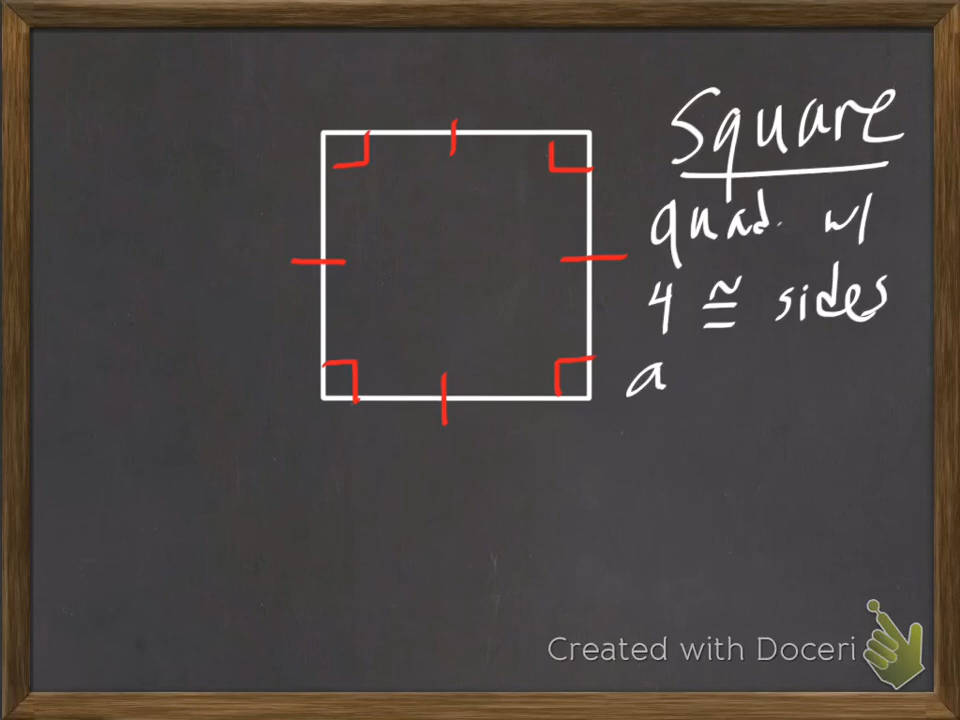 Square
quad. w/
4 ≅ sides
a
Created with Doceri